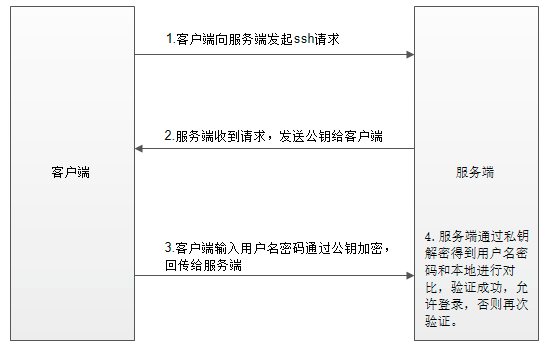 1.客户端向服务端发起ssh请求
2.服务端收到请求，发送公钥给客户端
客户端
服务端
3.客户端输入用户名密码通过公钥加密，
回传给服务端
4.服务端通过私钥
解密得到用户名密
码和本地进行对
比，验证成功，允
许登录，否则再次
验证。